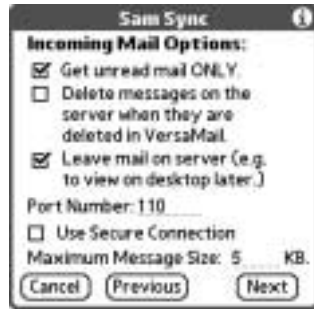 Sam Sync
Incoming Mail Options:
Get unread mail ONLY.
Delete messages on the
server when they are
deleted in VersaMail.
Leave mail on server (e.g.
to view on desktop later.)
Port Number: 110
Use Secure Connection
Maximum Message Size: 5 KB.
Cancel Previous Next